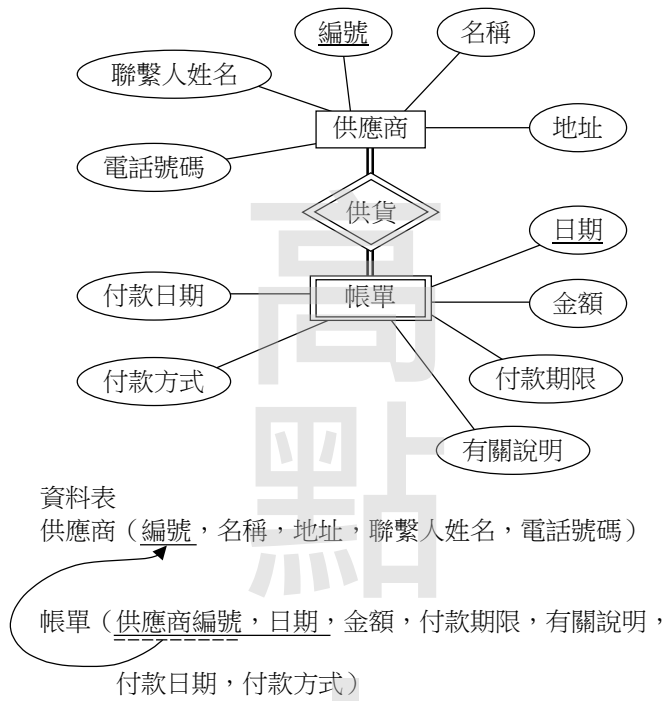 編號
名稱
聯繫人姓名
供應商
地址
電話號碼
供貨
日期
付款日期
帳單
金額
付款方式
付款期限
有關說明
資料表
供應商（編號，名稱，地址，聯繫人姓名，電話號碼）
帳單（供應商編號，日期，金額，付款期限，有關說明，
付款日期，付款方式）
高點